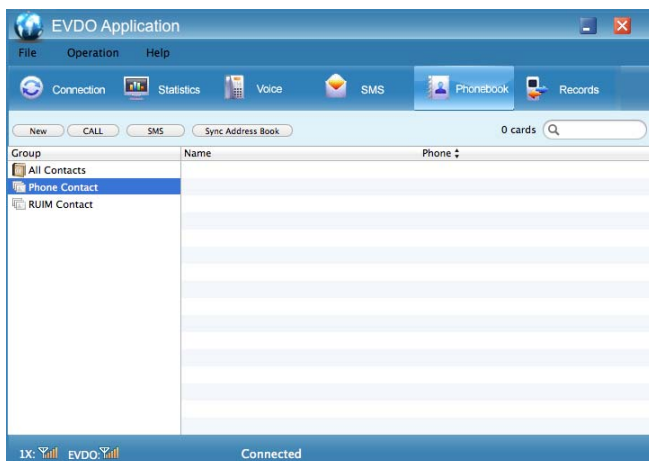 EVDO Application
File Operation Help
Connection Statistics Voice SMS Phonebook Records
New CALL SMS Sync Address Book 0 cards
Group Name Phone
All Contacts
Phone Contact
RUIM Contact
1X: EVDO: Connected